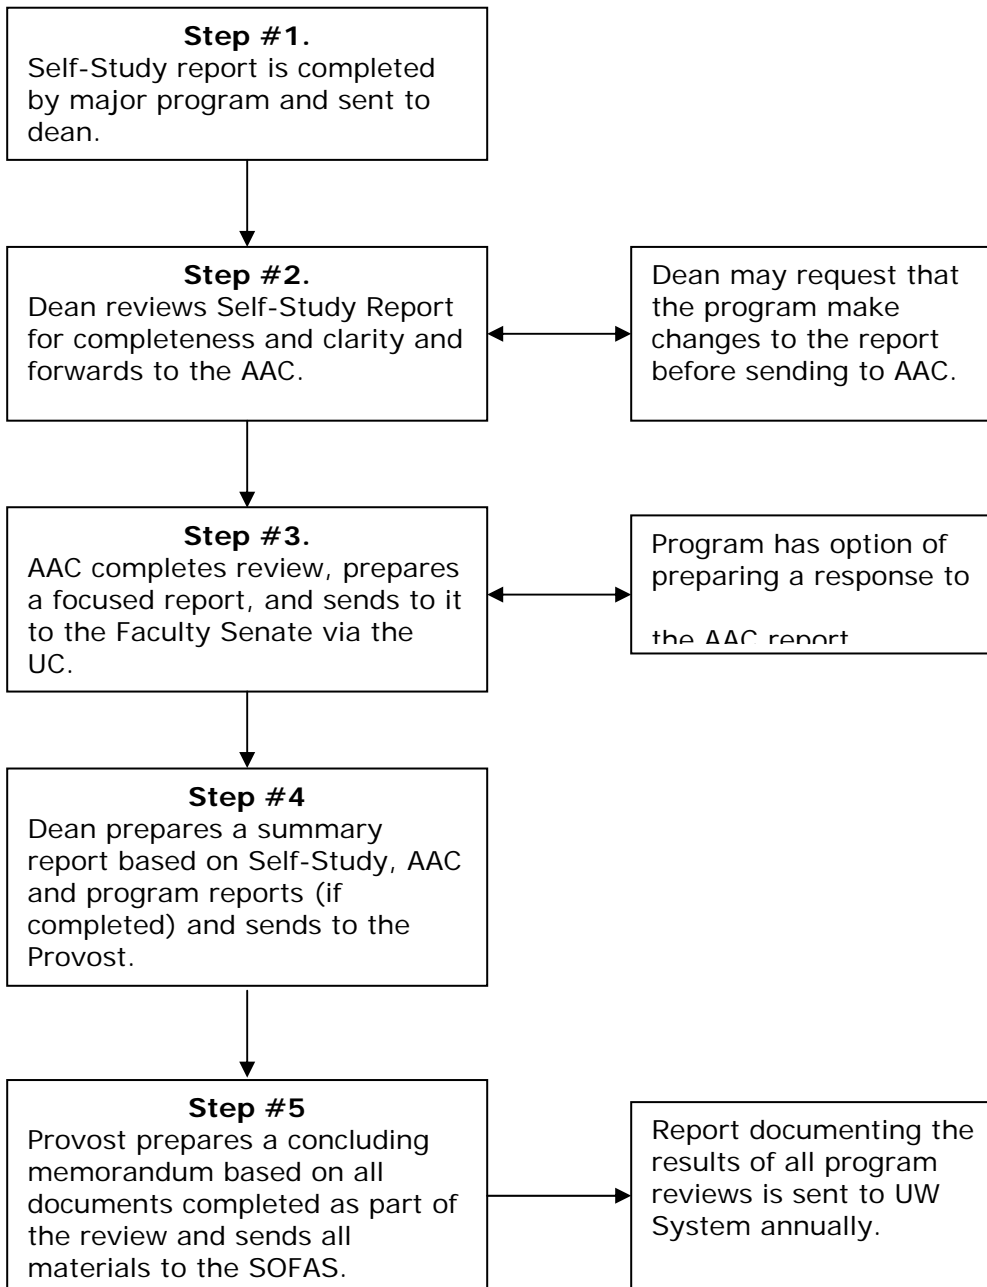 Step #1.
Self-Study report is completed
by major program and sent to
dean.
Step #2.
Dean reviews Self-Study Report
for completeness and clarity and
forwards to the AAC.
Dean may request that
the program make
changes to the report
before sending to AAC.
Step #3.
AAC completes review, prepares
a focused report, and sends to it
to the Faculty Senate via the
UC.
Program has option of
preparing a response to
the AAC report
Step #4
Dean prepares a summary
report based on Self-Study, AAC
and program reports (if
completed) and sends to the
Provost.
Step #5
Provost prepares a concluding
memorandum based on all
documents completed as part of
the review and sends all
materials to the SOFAS.
Report documenting the
results of all program
reviews is sent to UW
System annually.